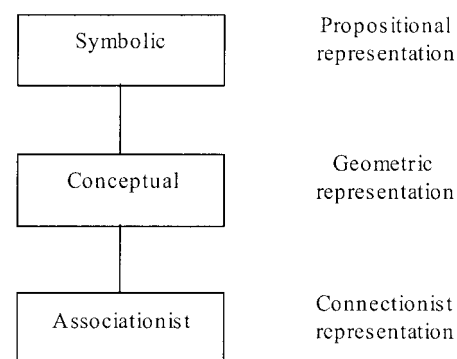 Symbolic
Propositional
representation
Conceptual
Geometric
representation
Associationist
Connectionist
representation